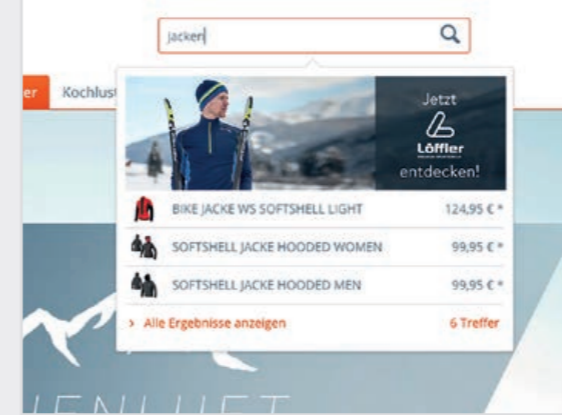 jacken
er Kochlust
Jetzt
Löffler
entdecken!
BIKE JACKE WS SOFTSHELL LIGHT 124,95 € *
SOFTSHELL JACKE HOODED WOMEN 99,95 € *
SOFTSHELL JACKE HOODED MEN 99,95 € *
› Alle Ergebnisse anzeigen 6 Treffer